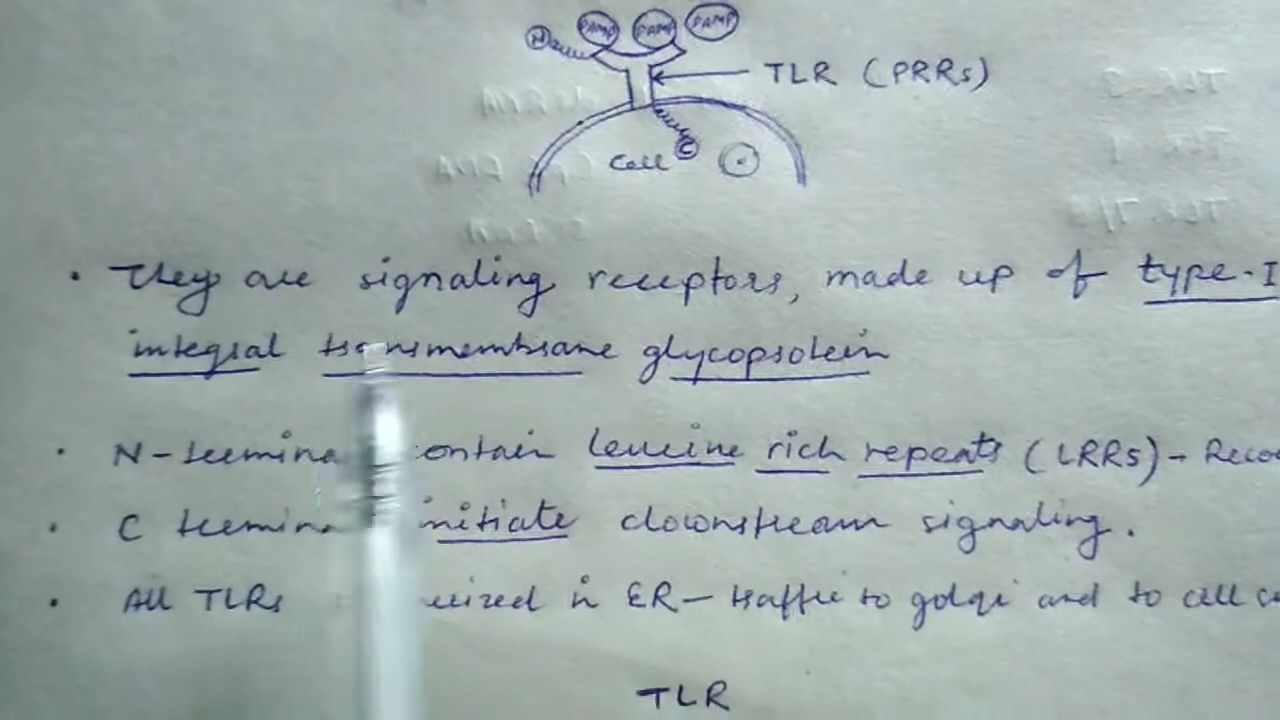 PAMP PAMP PAMP
N
TLR (PRRs)
Cell C
• They are signaling receptors, made up of type-I
integral transmembrane glycoprotein
• N-termina contain leucine rich repeats (LRRs) - Reco
• C termina initiate downstream signaling.
• All TLRs in ER - traffic to golgi and to cell
TLR